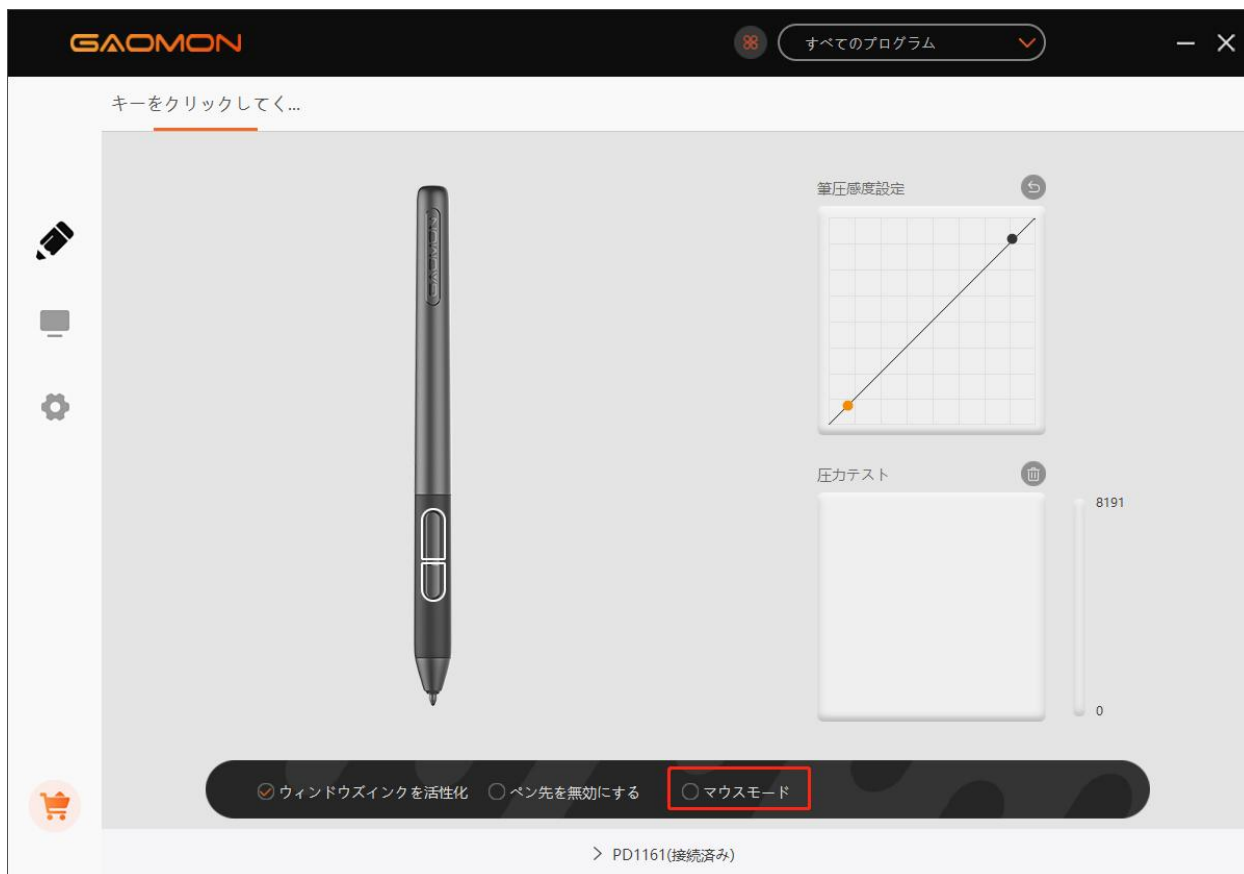 GAOMON
すべてのプログラム
キーをクリックしてく...
GAOMON
筆圧感度設定
圧力テスト
8191
0
ウィンドウズインクを活性化 ペン先を無効にする マウスモード
PD1161(接続済み)